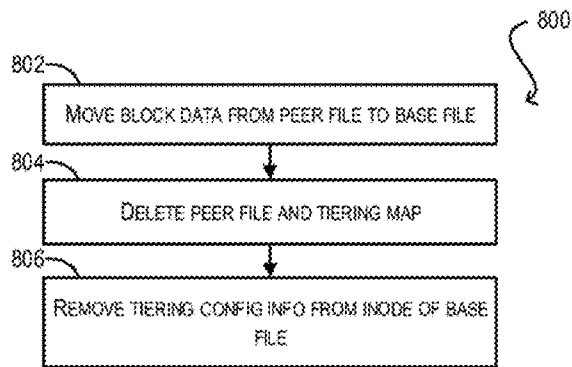 800
802
MOVE BLOCK DATA FROM PEER FILE TO BASE FILE
804
DELETE PEER FILE AND TIERING MAP
806
REMOVE TIERING CONFIG INFO FROM INODE OF BASE
FILE